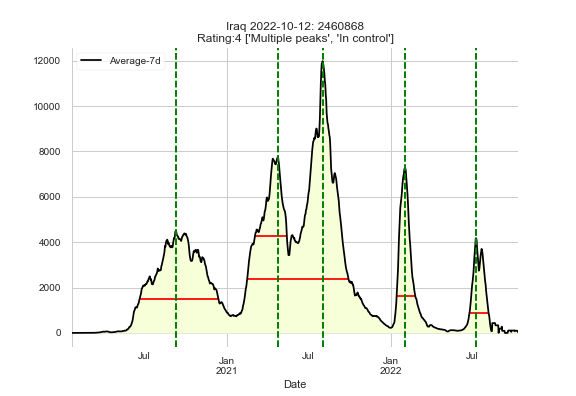 Iraq 2022-10-12: 2460868
Rating:4 ['Multiple peaks', 'In control']
Average-7d
12000
10000
8000
6000
4000
2000
0
Jul
Jan
2021
Jul
Jan
2022
Jul
Date